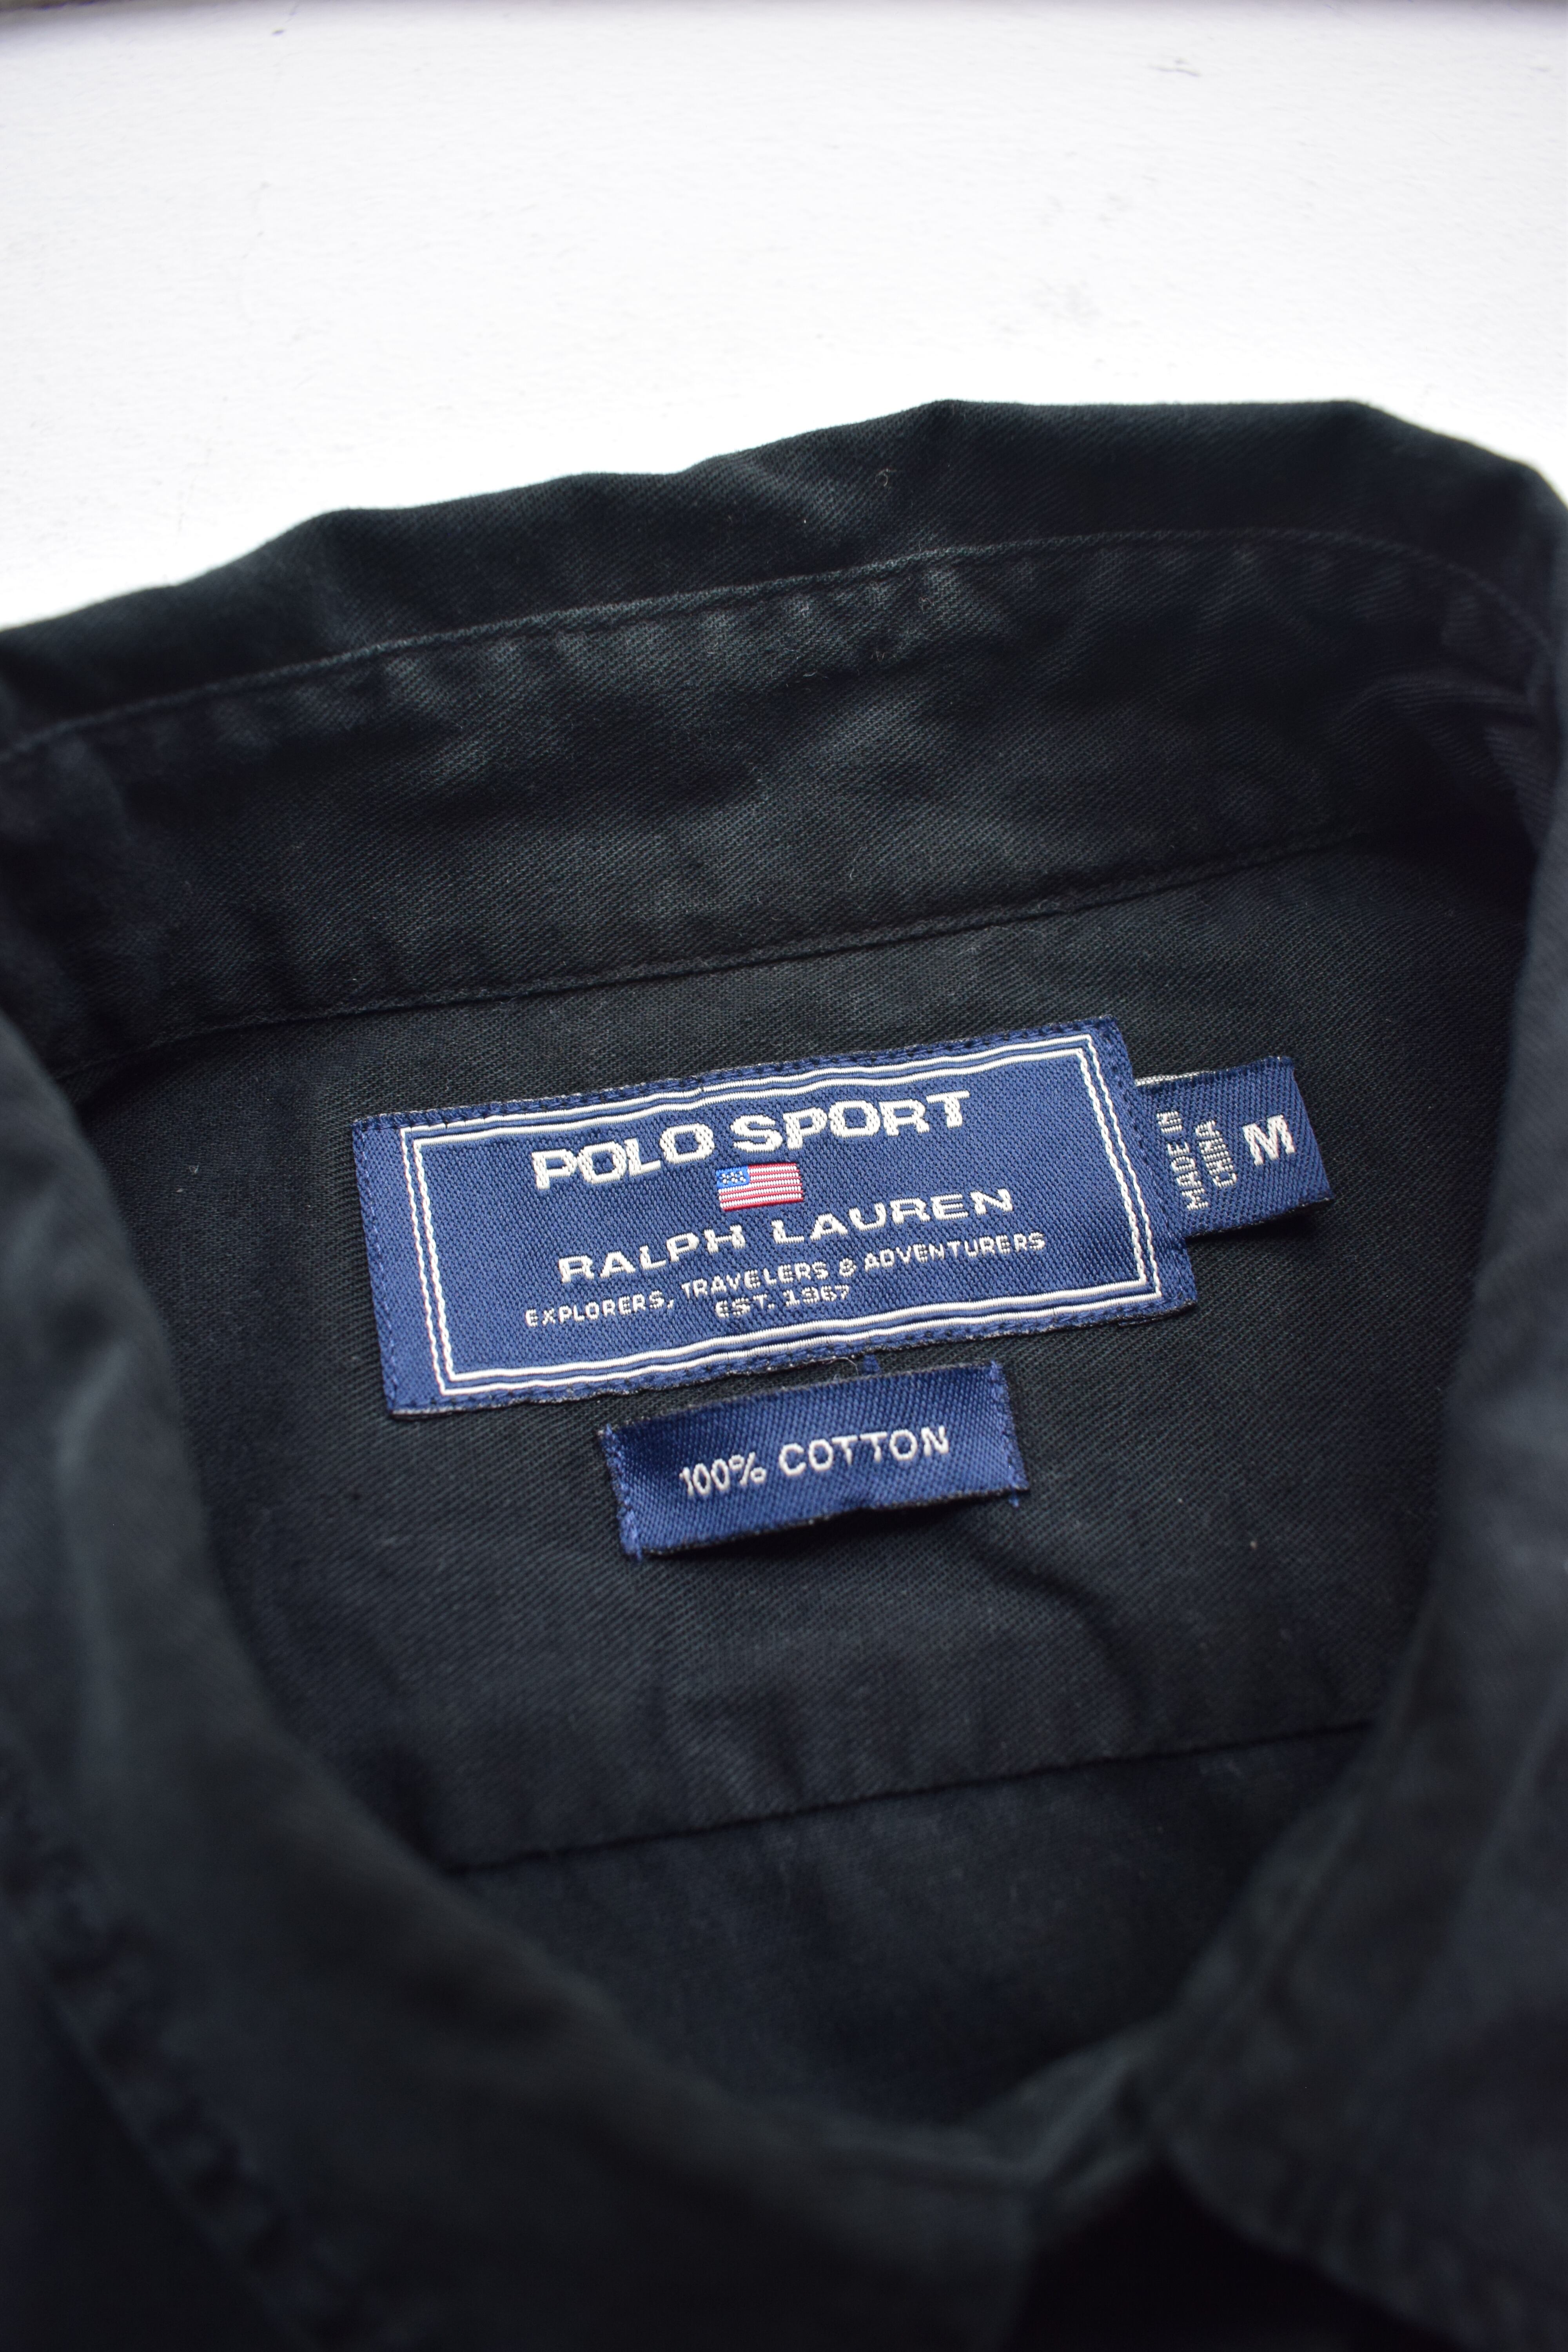 POLO SPORT
RALPH LAUREN
EXPLORERS, TRAVELERS & ADVENTURERS
EST. 1967
MADE IN
CHINA
M
100% COTTON